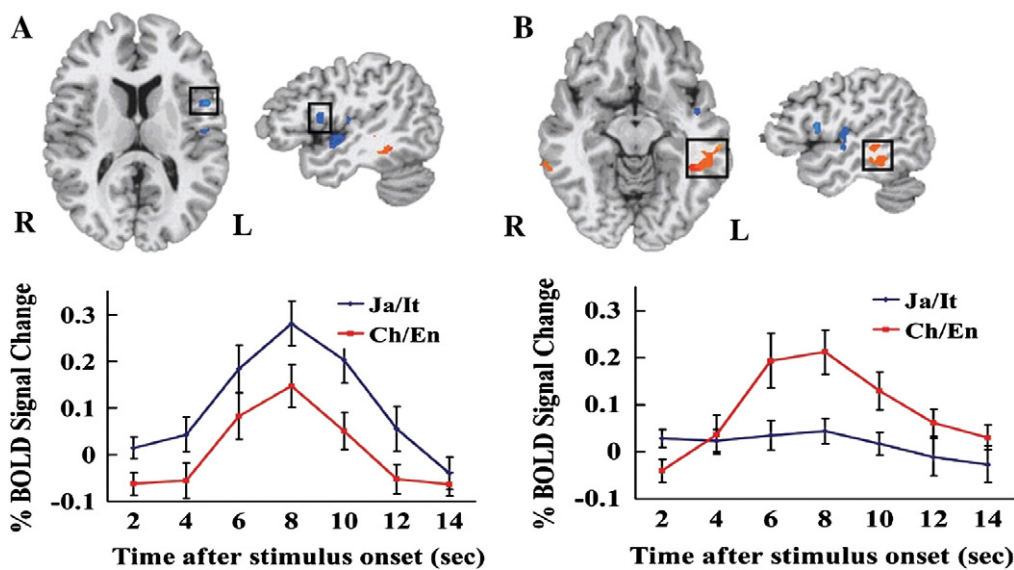 A
B
R
L
R
L
% BOLD Signal Change
0.3
0.2
0.1
0
-0.1
Ja/It
Ch/En
2 4 6 8 10 12 14
Time after stimulus onset (sec)
% BOLD Signal Change
0.3
0.2
0.1
0
-0.1
Ja/It
Ch/En
2 4 6 8 10 12 14
Time after stimulus onset (sec)